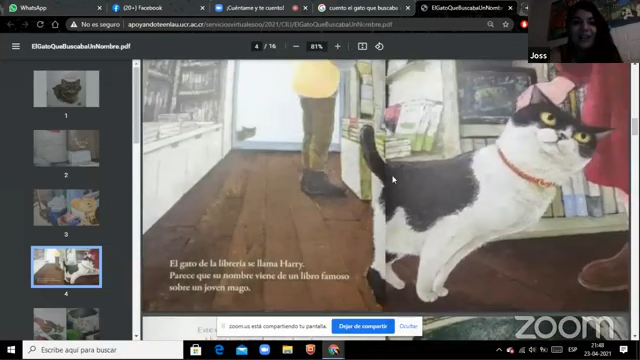 WhatsApp
(20) Facebook
¡Cuéntame y te cuento!
cuento el gato que buscaba
ElGatoQueBuscabaUnNombre.pdf
No es seguro | apoyandoteenlau.ucr.ac.cr/serviciosvirtualesoo/2021/CEI/ElGatoQueBuscabaUnNombre.pdf
ElGatoQueBuscabaUnNombre.pdf
4 / 16
81%
Joss
1
2
3
4
El gato de la librería se llama Harry.
Parece que su nombre viene de un libro famoso
sobre un joven mago.
zoom.us está compartiendo tu pantalla.
Dejar de compartir
Ocultar
zoom
Escribe aquí para buscar
ESP
21:48
23-04-2021